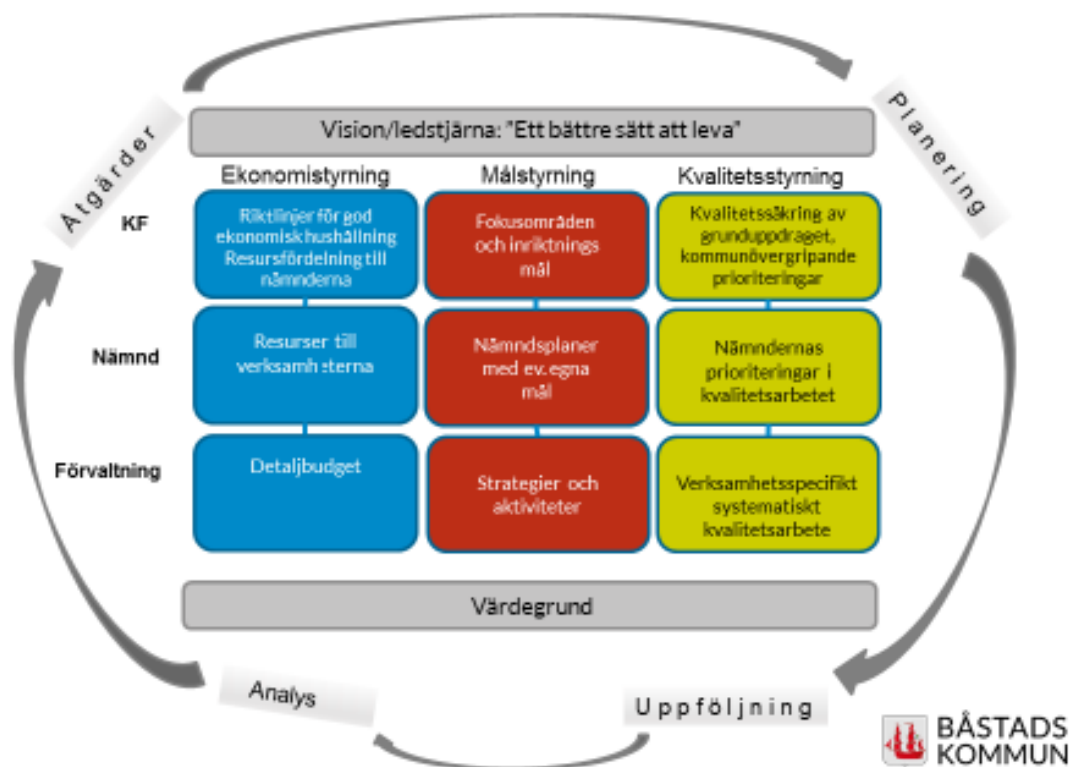 Åtgärder
Planering
Vision/ledstjärna: "Ett bättre sätt att leva"
Ekonomistyrning
Målstyrning
Kvalitetsstyrning
KF
Riktlinjer för god
ekonomisk hushållning
Resursfördelning till
nämnderna
Fokusområden
och inriktnings
mål
Kvalitetssäkring av
grunduppdraget,
kommunövergripande
prioriteringar
Nämnd
Resurser till
verksamheterna
Nämndsplaner
med ev. egna
mål
Nämndernas
prioriteringar i
kvalitetsarbetet
Förvaltning
Detaljbudget
Strategier och
aktiviteter
Verksamhetsspecifikt
systematiskt
kvalitetsarbete
Värdegrund
Analys
Uppföljning
BÅSTADS
KOMMUN